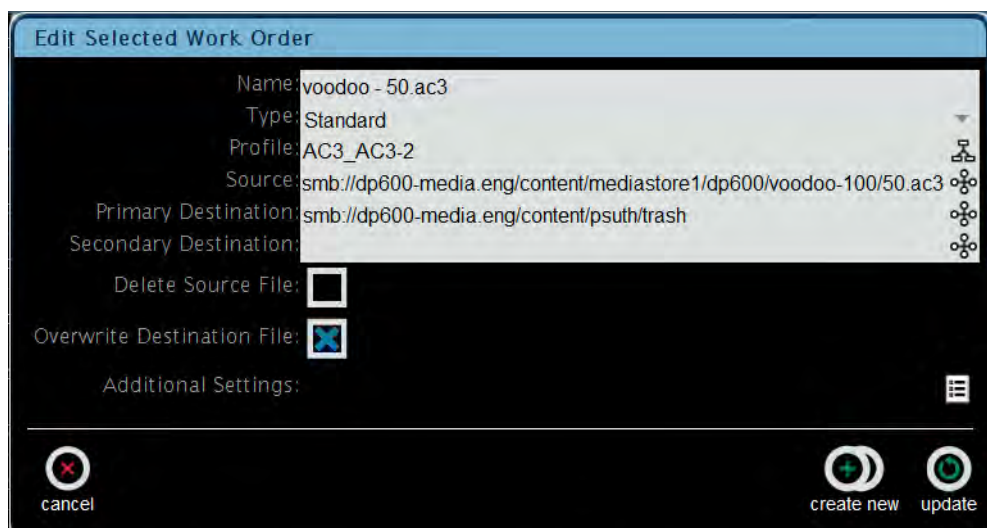 Edit Selected Work Order
Name: voodoo - 50.ac3
Type: Standard
Profile: AC3_AC3-2
Source: smb://dp600-media.eng/content/mediastore1/dp600/voodoo-100/50.ac3
Primary Destination: smb://dp600-media.eng/content/psuth/trash
Secondary Destination:
Delete Source File:
Overwrite Destination File:
Additional Settings:
cancel create new update